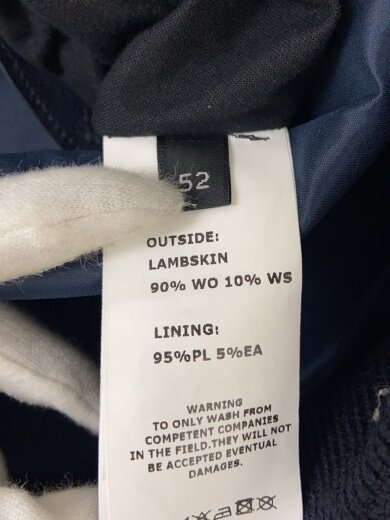 52
OUTSIDE:
LAMBSKIN
90% WO 10% WS
LINING:
95%PL 5%EA
WARNING
TO ONLY WASH FROM
COMPETENT COMPANIES
IN THE FIELD.THEY WILL NOT
BE ACCEPTED EVENTUAL
DAMAGES.